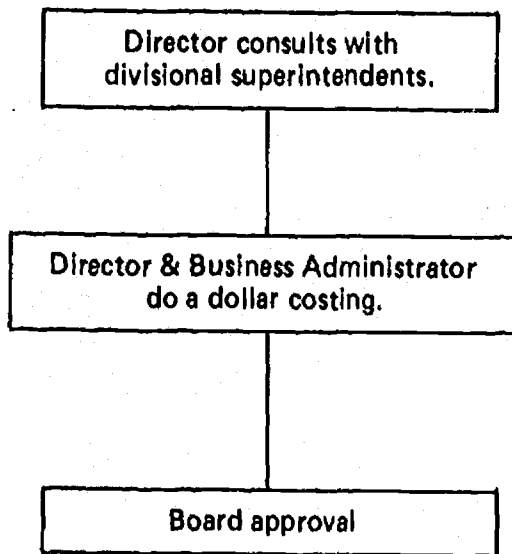 Director consults with
divisional superintendents.
Director & Business Administrator
do a dollar costing.
Board approval